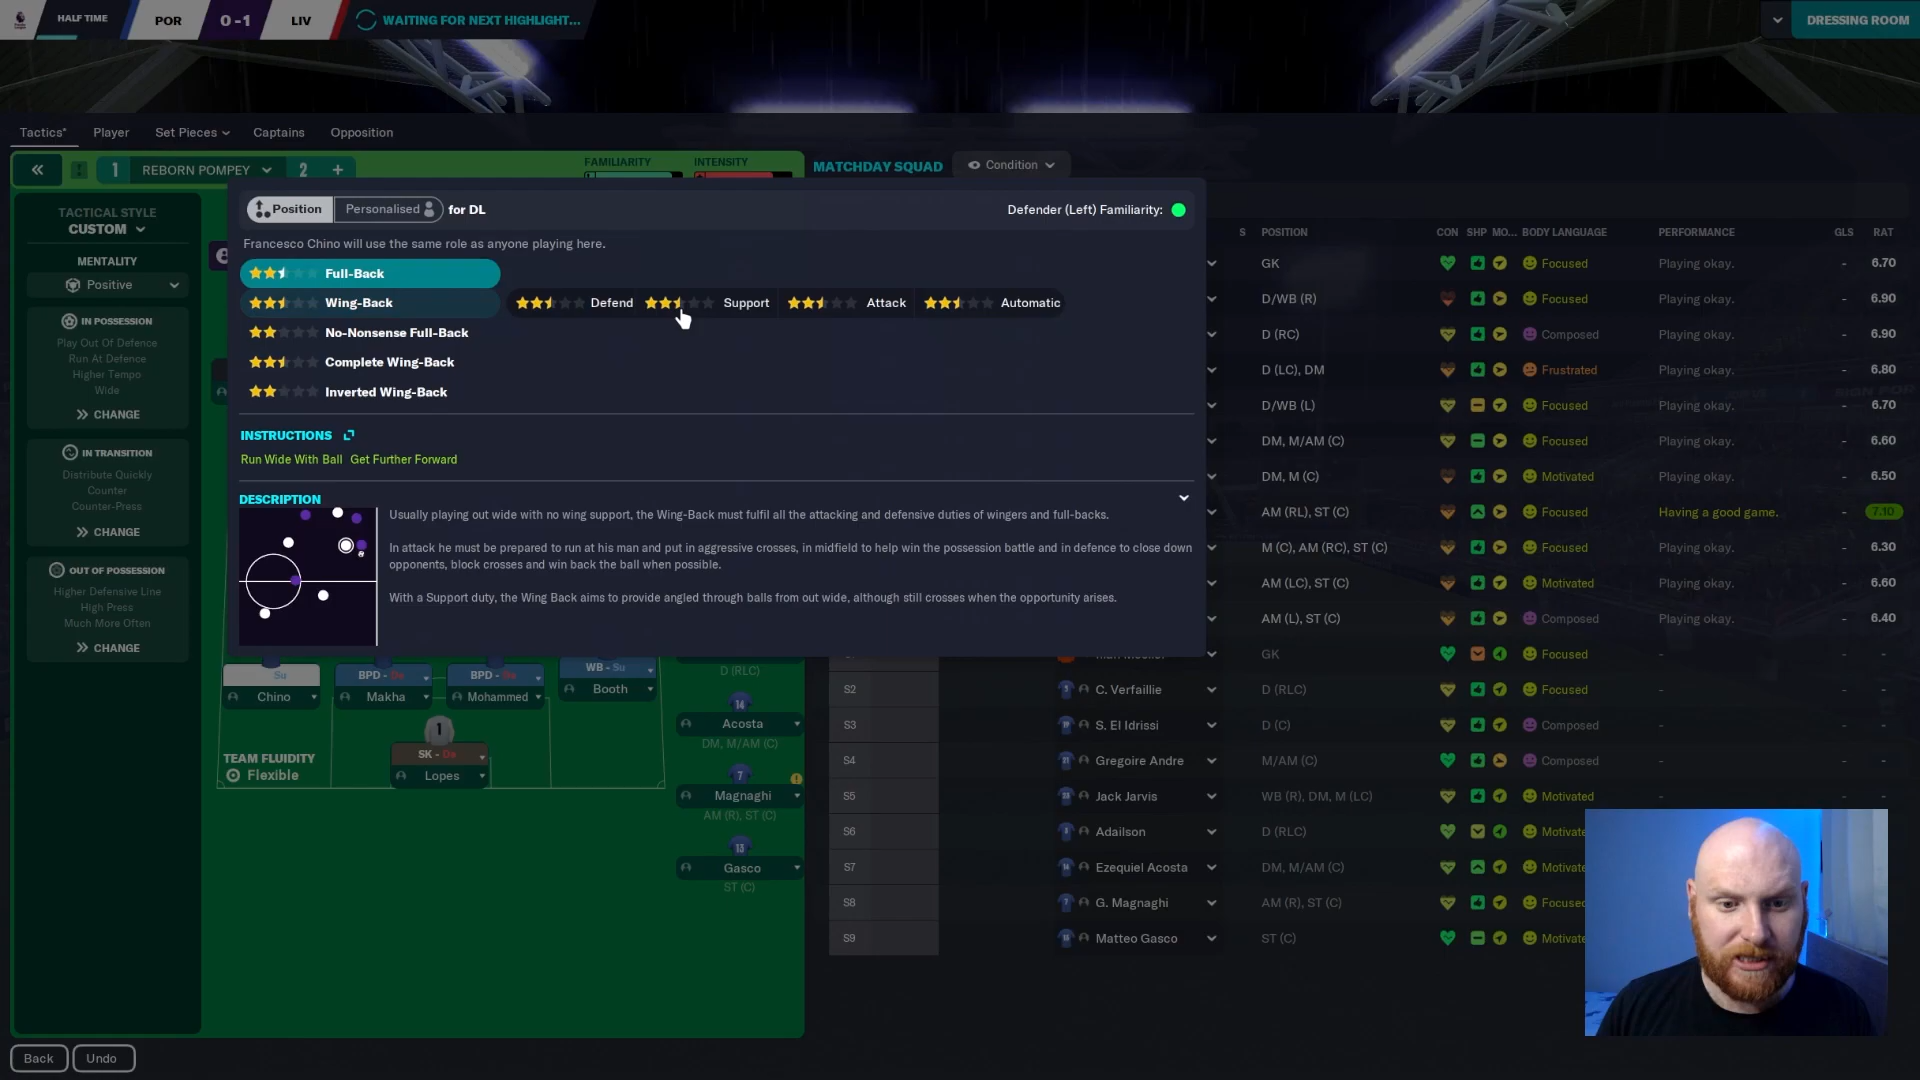 HALF TIME
POR
0 - 1
LIV
WAITING FOR NEXT HIGHLIGHT...
DRESSING ROOM
Tactics*
Player
Set Pieces
Captains
Opposition
1
REBORN POMPEY
2
+
FAMILIARITY
INTENSITY
MATCHDAY SQUAD
Condition
TACTICAL STYLE
CUSTOM
MENTALITY
Positive
IN POSSESSION
Play Out Of Defence
Run At Defence
Higher Tempo
Wide
CHANGE
IN TRANSITION
Distribute Quickly
Counter
Counter-Press
CHANGE
OUT OF POSSESSION
Higher Defensive Line
High Press
Much More Often
CHANGE
Position
Personalised
for DL
Defender (Left) Familiarity:
Francesco Chino will use the same role as anyone playing here.
Full-Back
Wing-Back
Defend
Support
Attack
Automatic
No-Nonsense Full-Back
Complete Wing-Back
Inverted Wing-Back
INSTRUCTIONS
Run Wide With Ball Get Further Forward
DESCRIPTION
Usually playing out wide with no wing support, the Wing-Back must fulfil all the attacking and defensive duties of wingers and full-backs.
In attack he must be prepared to run at his man and put in aggressive crosses, in midfield to help win the possession battle and in defence to close down
opponents, block crosses and win back the ball when possible.
With a Support duty, the Wing Back aims to provide angled through balls from out wide, although still crosses when the opportunity arises.
S POSITION CON SHP MO... BODY LANGUAGE PERFORMANCE GLS RAT
GK Focused Playing okay. - 6.70
D/WB (R) Focused Playing okay. - 6.90
D (RC) Composed Playing okay. - 6.90
D (LC), DM Frustrated Playing okay. - 6.80
D/WB (L) Focused Playing okay. - 6.70
DM, M/AM (C) Focused Playing okay. - 6.60
DM, M (C) Motivated Playing okay. - 6.50
AM (RL), ST (C) Focused Having a good game. - 7.10
M (C), AM (RC), ST (C) Focused Playing okay. - 6.30
AM (LC), ST (C) Motivated Playing okay. - 6.60
AM (L), ST (C) Composed Playing okay. - 6.40
GK Focused - - -
S2 C. Verfaillie D (RLC) Focused - - -
S3 S. El Idrissi D (C) Composed - - -
S4 Gregoire Andre M/AM (C) Composed - - -
S5 Jack Jarvis WB (R), DM, M (LC) Motivated - - -
S6 Adailson D (RLC) Motivate
S7 Ezequiel Acosta DM, M/AM (C) Motivate
S8 G. Magnaghi AM (R), ST (C) Focused
S9 Matteo Gasco ST (C) Motivate
Su
Chino
BPD - De
Makha
BPD - De
Mohammed
WB - Su
Booth
1
SK - De
Lopes
TEAM FLUIDITY
Flexible
D (RLC)
14
Acosta
DM, M/AM (C)
7
Magnaghi
AM (R), ST (C)
Gasco
ST (C)
Back
Undo